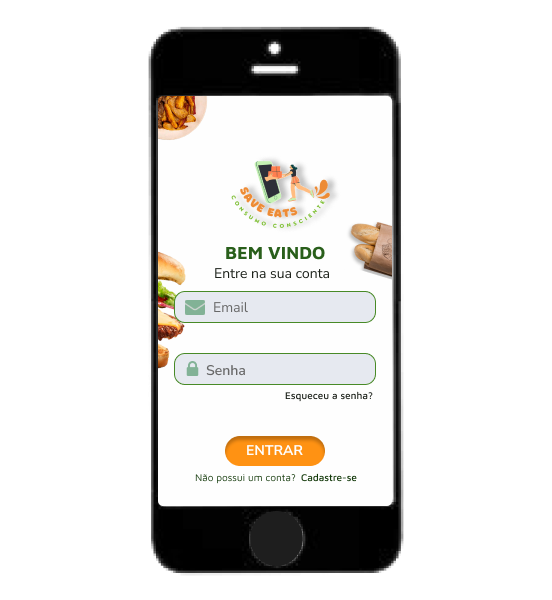 SAVE EATS
CONSUMO CONSCIENTE
BEM VINDO
Entre na sua conta
Email
Senha
Esqueceu a senha?
ENTRAR
Não possui um conta? Cadastre-se